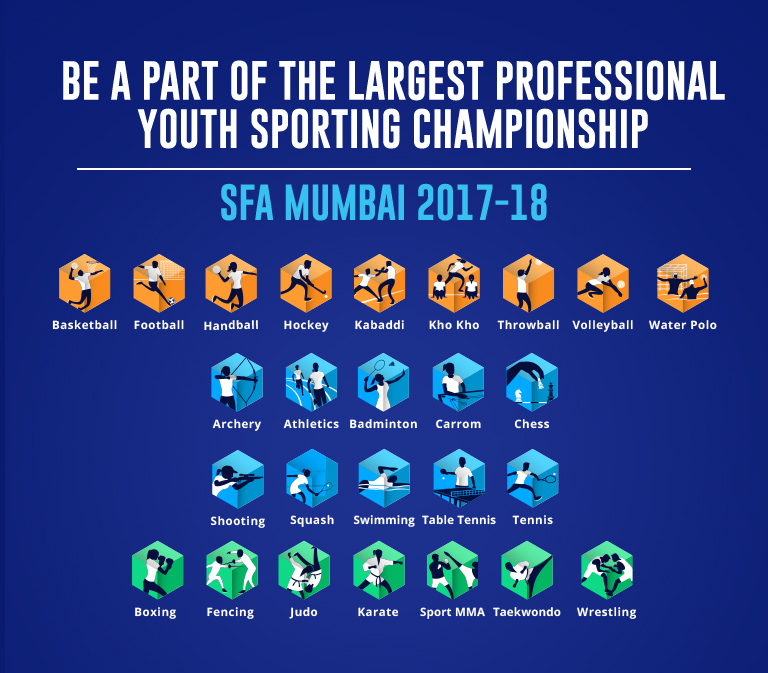 BE A PART OF THE LARGEST PROFESSIONAL
YOUTH SPORTING CHAMPIONSHIP
SFA MUMBAI 2017-18
Basketball Football Handball Hockey Kabaddi Kho Kho Throwball Volleyball Water Polo
Archery Athletics Badminton Carrom Chess
Shooting Squash Swimming Table Tennis Tennis
Boxing Fencing Judo Karate Sport MMA Taekwondo Wrestling